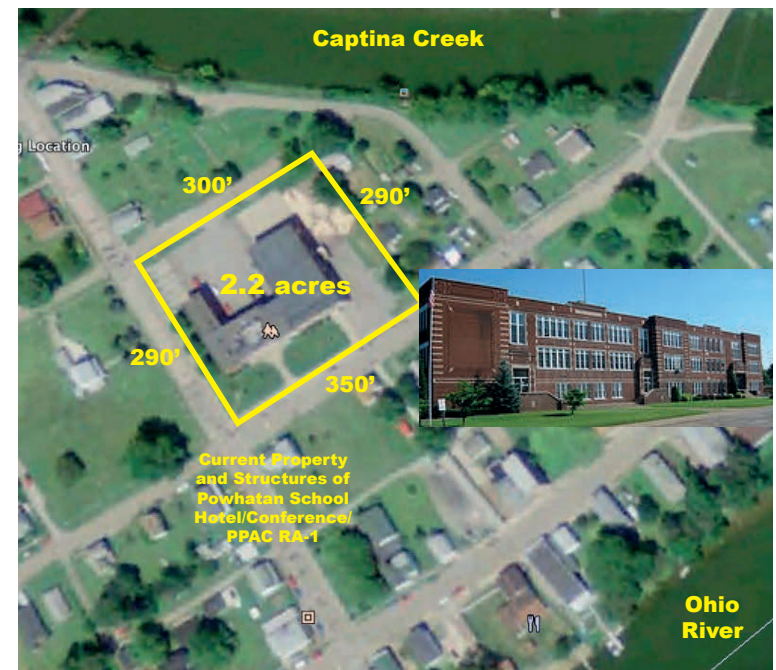 Captina Creek
g Location
300’
290’
2.2 acres
290’
350’
Current Property
and Structures of
Powhatan School
Hotel/Conference/
PPAC RA-1
Ohio
River